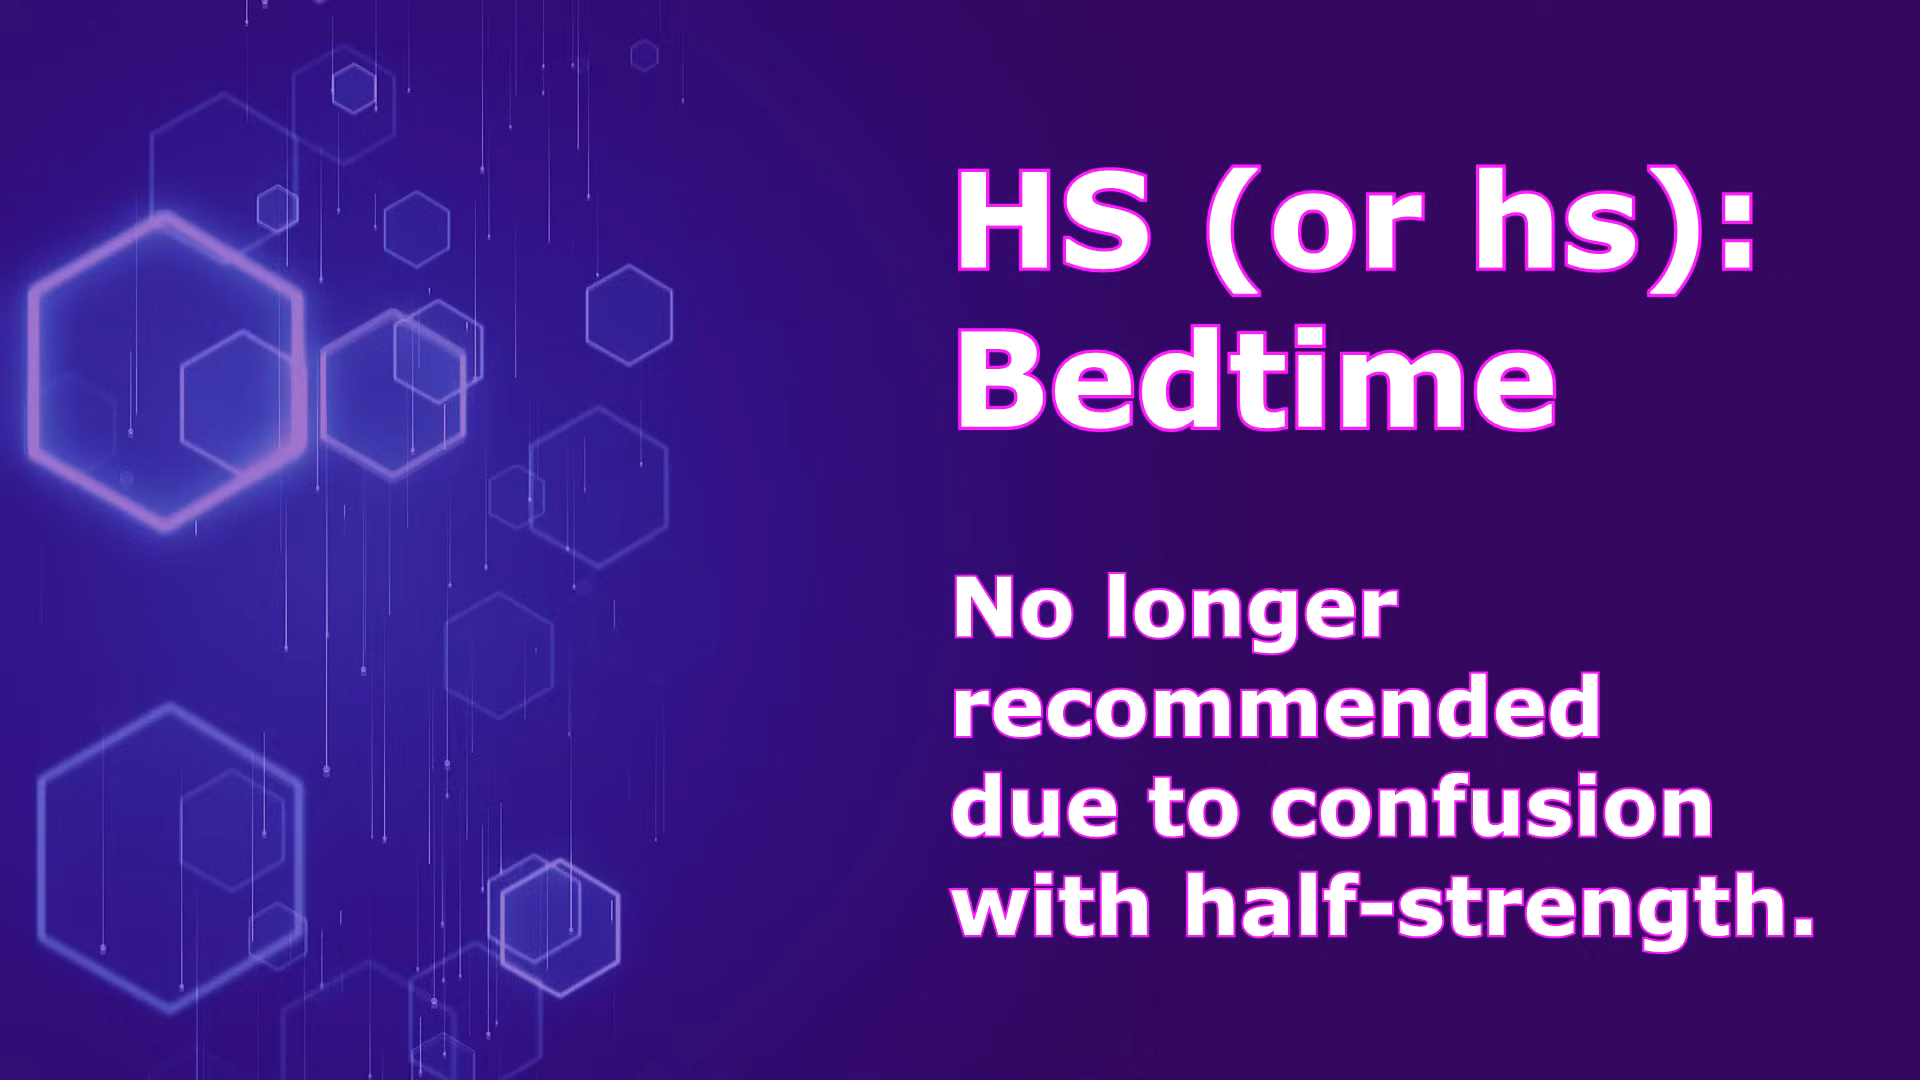 HS (or hs):
Bedtime
No longer
recommended
due to confusion
with half-strength.